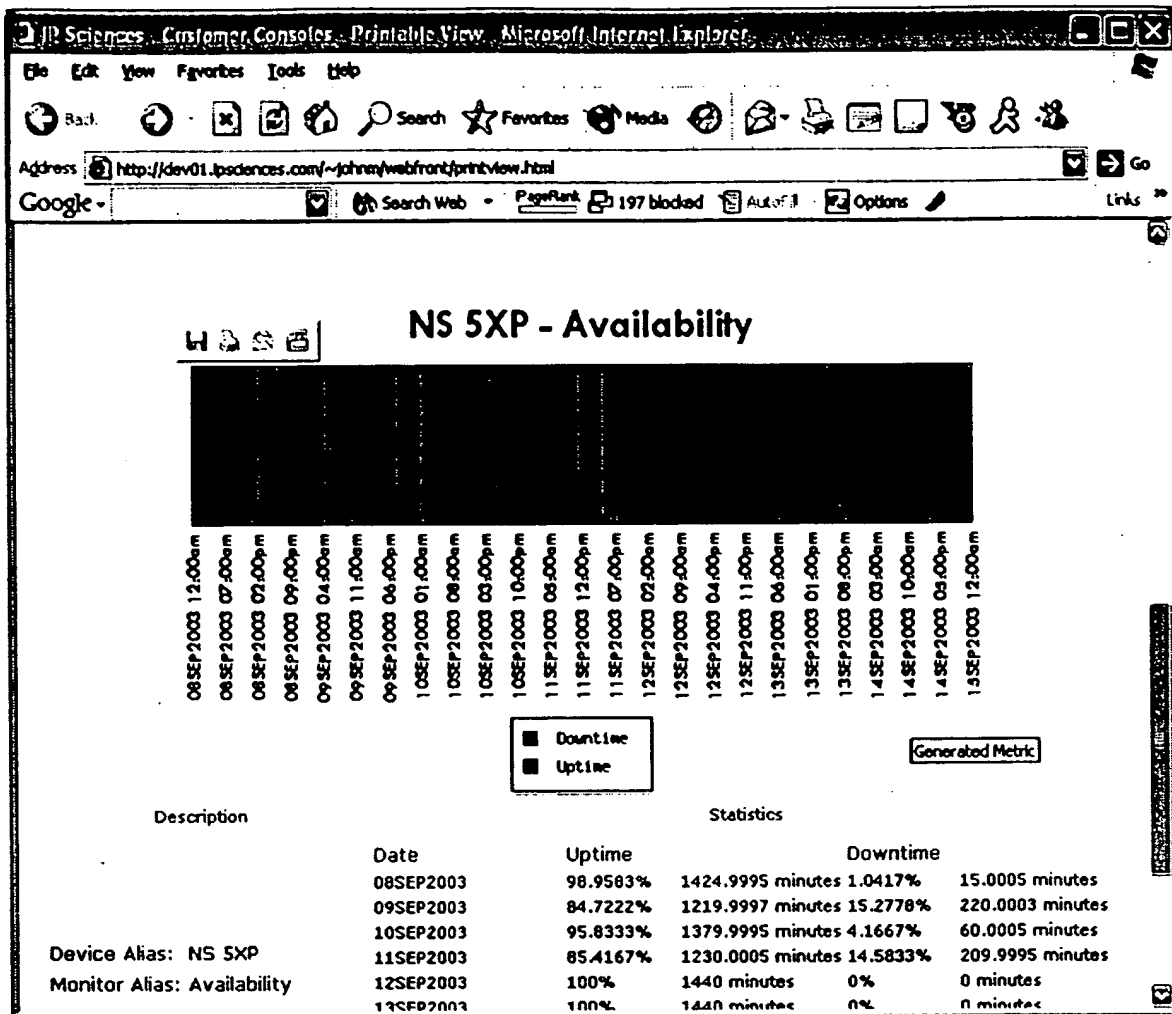 IP Sciences - Customer Consoles - Printable View - Microsoft Internet Explorer
File Edit View Favorites Tools Help
Back Search Favorites Media
Address http://dev01.ipsciences.com/~johnm/webfront/printview.html Go
Google Search Web PageRank 197 blocked AutoFill Options Links »
NS 5XP - Availability
08SEP2003 12:00am
08SEP2003 07:00am
08SEP2003 02:00pm
08SEP2003 09:00pm
09SEP2003 04:00am
09SEP2003 11:00am
09SEP2003 06:00pm
10SEP2003 01:00am
10SEP2003 08:00am
10SEP2003 03:00pm
10SEP2003 10:00pm
11SEP2003 05:00am
11SEP2003 12:00pm
11SEP2003 07:00pm
12SEP2003 02:00am
12SEP2003 09:00am
12SEP2003 04:00pm
12SEP2003 11:00pm
13SEP2003 06:00am
13SEP2003 01:00pm
13SEP2003 08:00pm
14SEP2003 03:00am
14SEP2003 10:00am
14SEP2003 05:00pm
15SEP2003 12:00am
Downtime
Uptime
Generated Metric
Description Statistics
Date Uptime Downtime
08SEP2003 98.9583% 1424.9995 minutes 1.0417% 15.0005 minutes
09SEP2003 84.7222% 1219.9997 minutes 15.2778% 220.0003 minutes
10SEP2003 95.8333% 1379.9995 minutes 4.1667% 60.0005 minutes
Device Alias: NS 5XP 11SEP2003 85.4167% 1230.0005 minutes 14.5833% 209.9995 minutes
Monitor Alias: Availability 12SEP2003 100% 1440 minutes 0% 0 minutes
13SEP2003 100% 1440 minutes 0% 0 minutes